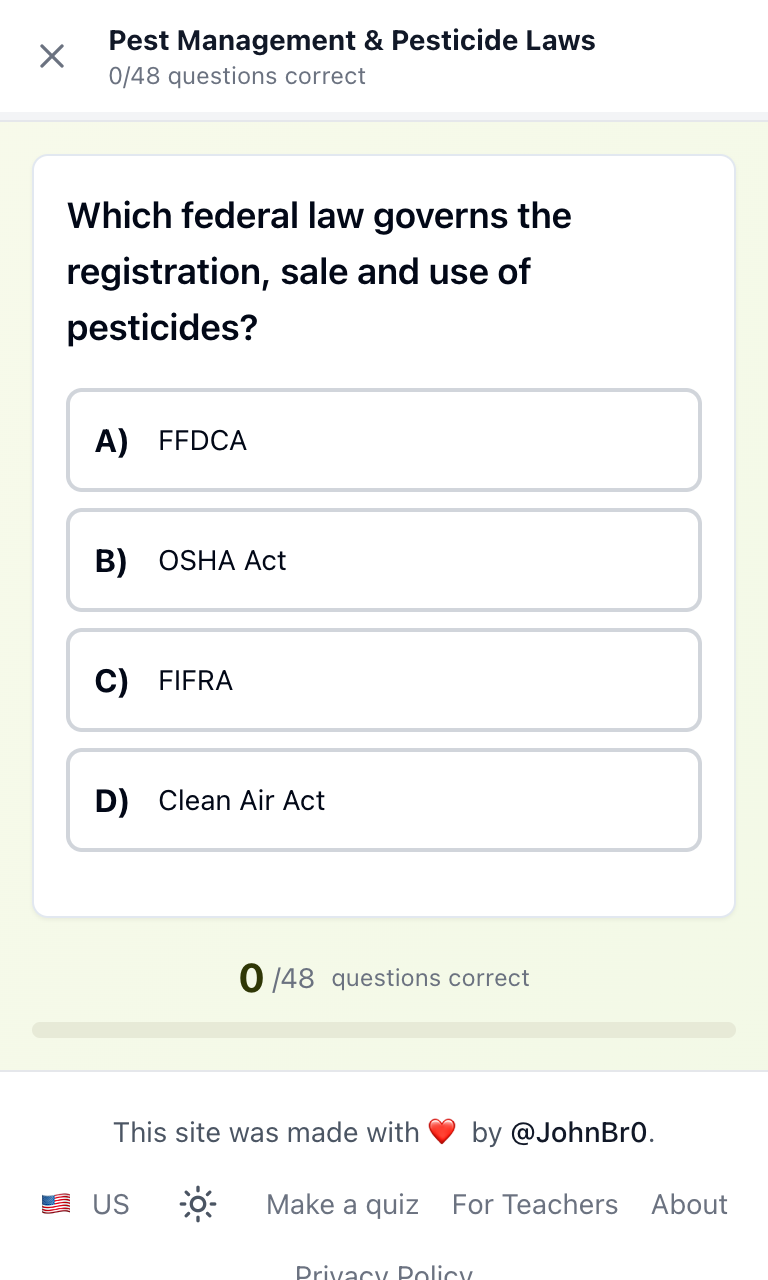 Pest Management & Pesticide Laws
0/48 questions correct
Which federal law governs the
registration, sale and use of
pesticides?
A) FFDCA
B) OSHA Act
C) FIFRA
D) Clean Air Act
0 /48 questions correct
This site was made with ❤️ by @JohnBr0.
🇺🇸 US Make a quiz For Teachers About
Privacy Policy